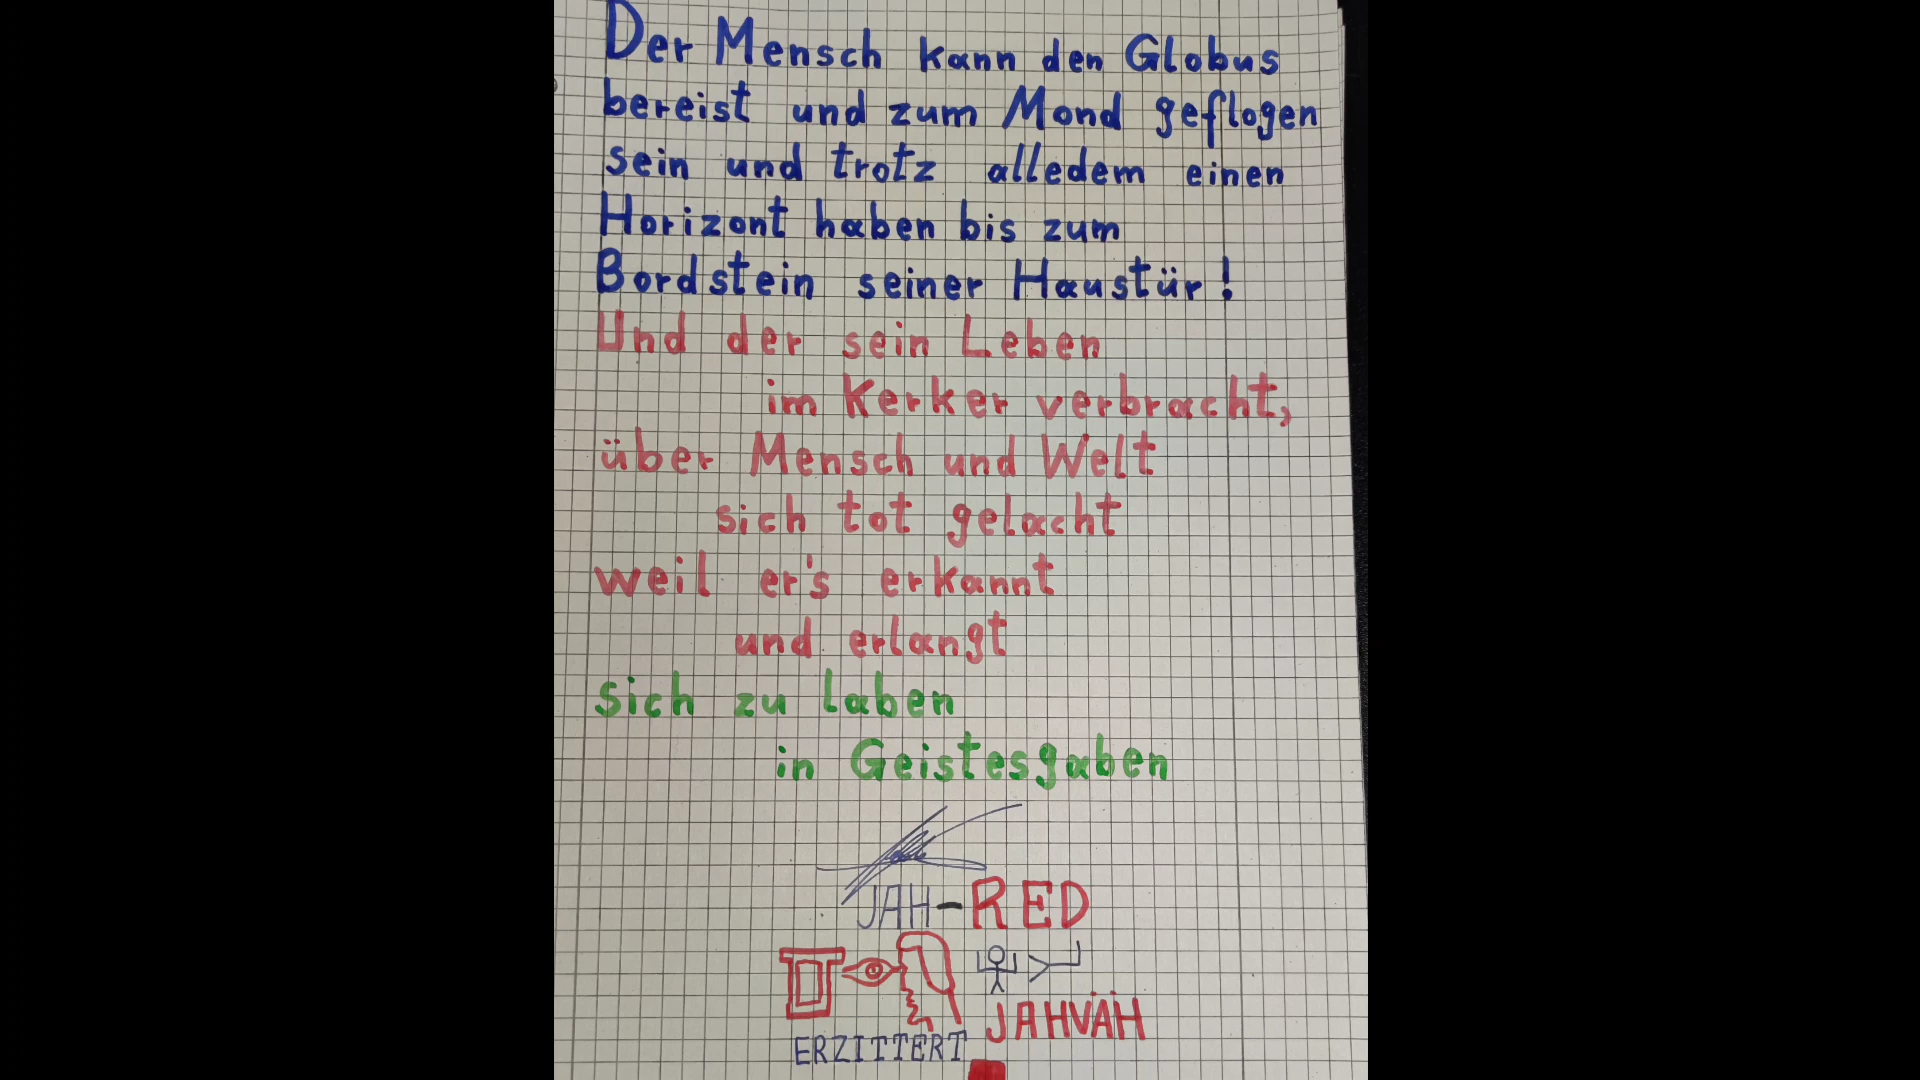 Der Mensch kann den Globus
bereist und zum Mond geflogen
sein und trotz alledem einen
Horizont haben bis zum
Bordstein seiner Haustür!
Und der sein Leben
im Kerker verbracht,
über Mensch und Welt
sich tot gelacht
weil er's erkannt
und erlangt
sich zu laben
in Geistesgaben
JAH-RED
JAHVÄH
ERZITTERT